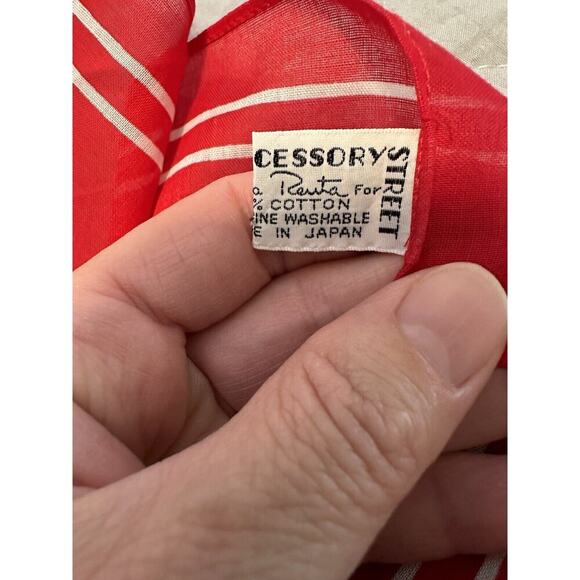 CESSORY
a Renta FOR
% COTTON
INE WASHABLE
E IN JAPAN
STREET